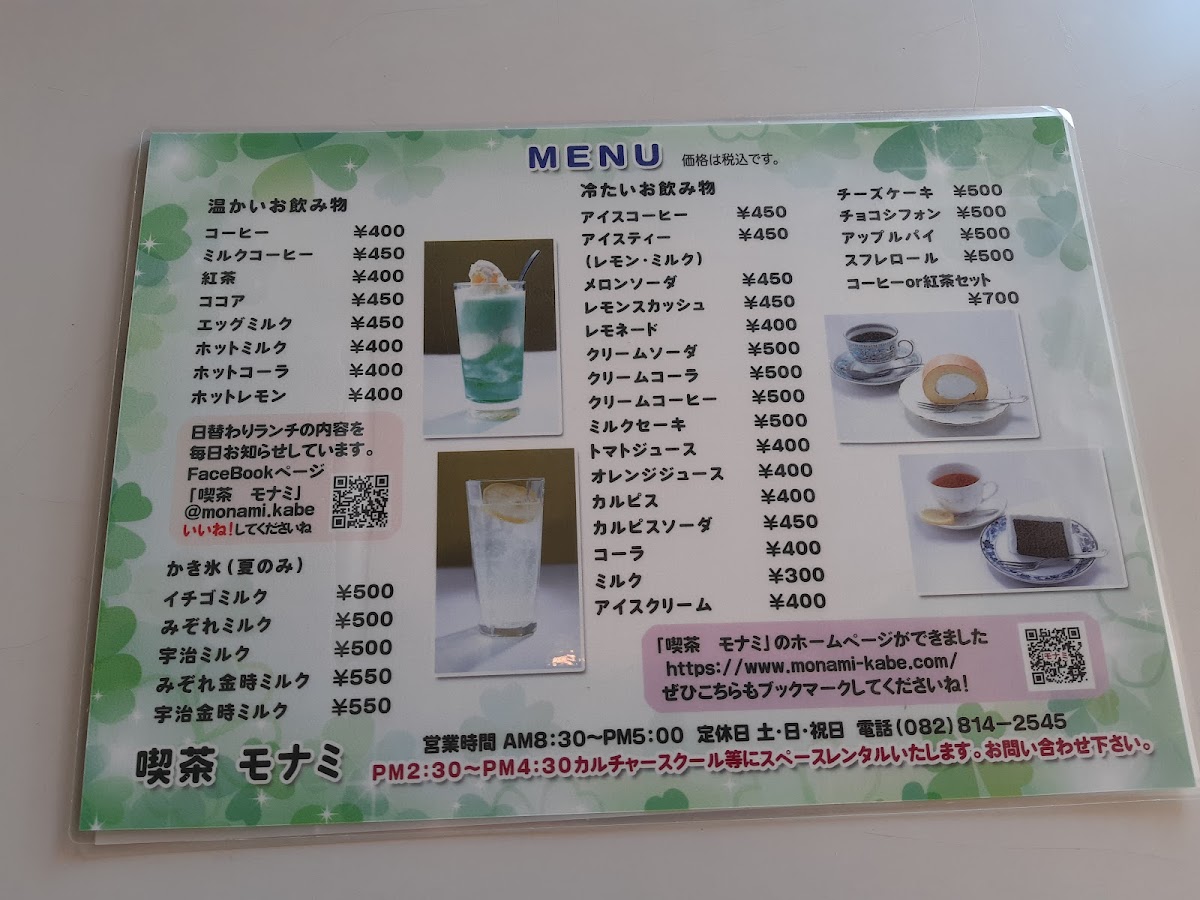 MENU 価格は税込です。
温かいお飲み物
コーヒー ¥400
ミルクコーヒー ¥450
紅茶 ¥400
ココア ¥450
エッグミルク ¥450
ホットミルク ¥400
ホットコーラ ¥400
ホットレモン ¥400
日替わりランチの内容を
毎日お知らせしています。
FaceBookページ
「喫茶 モナミ」
@monami.kabe
いいね!してくださいね
かき氷(夏のみ)
イチゴミルク ¥500
みぞれミルク ¥500
宇治ミルク ¥500
みぞれ金時ミルク ¥550
宇治金時ミルク ¥550
冷たいお飲み物
アイスコーヒー ¥450
アイスティー ¥450
(レモン・ミルク)
メロンソーダ ¥450
レモンスカッシュ ¥450
レモネード ¥400
クリームソーダ ¥500
クリームコーラ ¥500
クリームコーヒー ¥500
ミルクセーキ ¥500
トマトジュース ¥400
オレンジジュース ¥400
カルピス ¥400
カルピスソーダ ¥450
コーラ ¥400
ミルク ¥300
アイスクリーム ¥400
チーズケーキ ¥500
チョコシフォン ¥500
アップルパイ ¥500
スフレロール ¥500
コーヒーor紅茶セット
¥700
「喫茶 モナミ」のホームページができました
https://www.monami-kabe.com/
ぜひこちらもブックマークしてくださいね!
モナミ
喫茶 モナミ
営業時間 AM8:30〜PM5:00 定休日 土・日・祝日 電話(082)814-2545
PM2:30〜PM4:30カルチャースクール等にスペースレンタルいたします。お問い合わせ下さい。